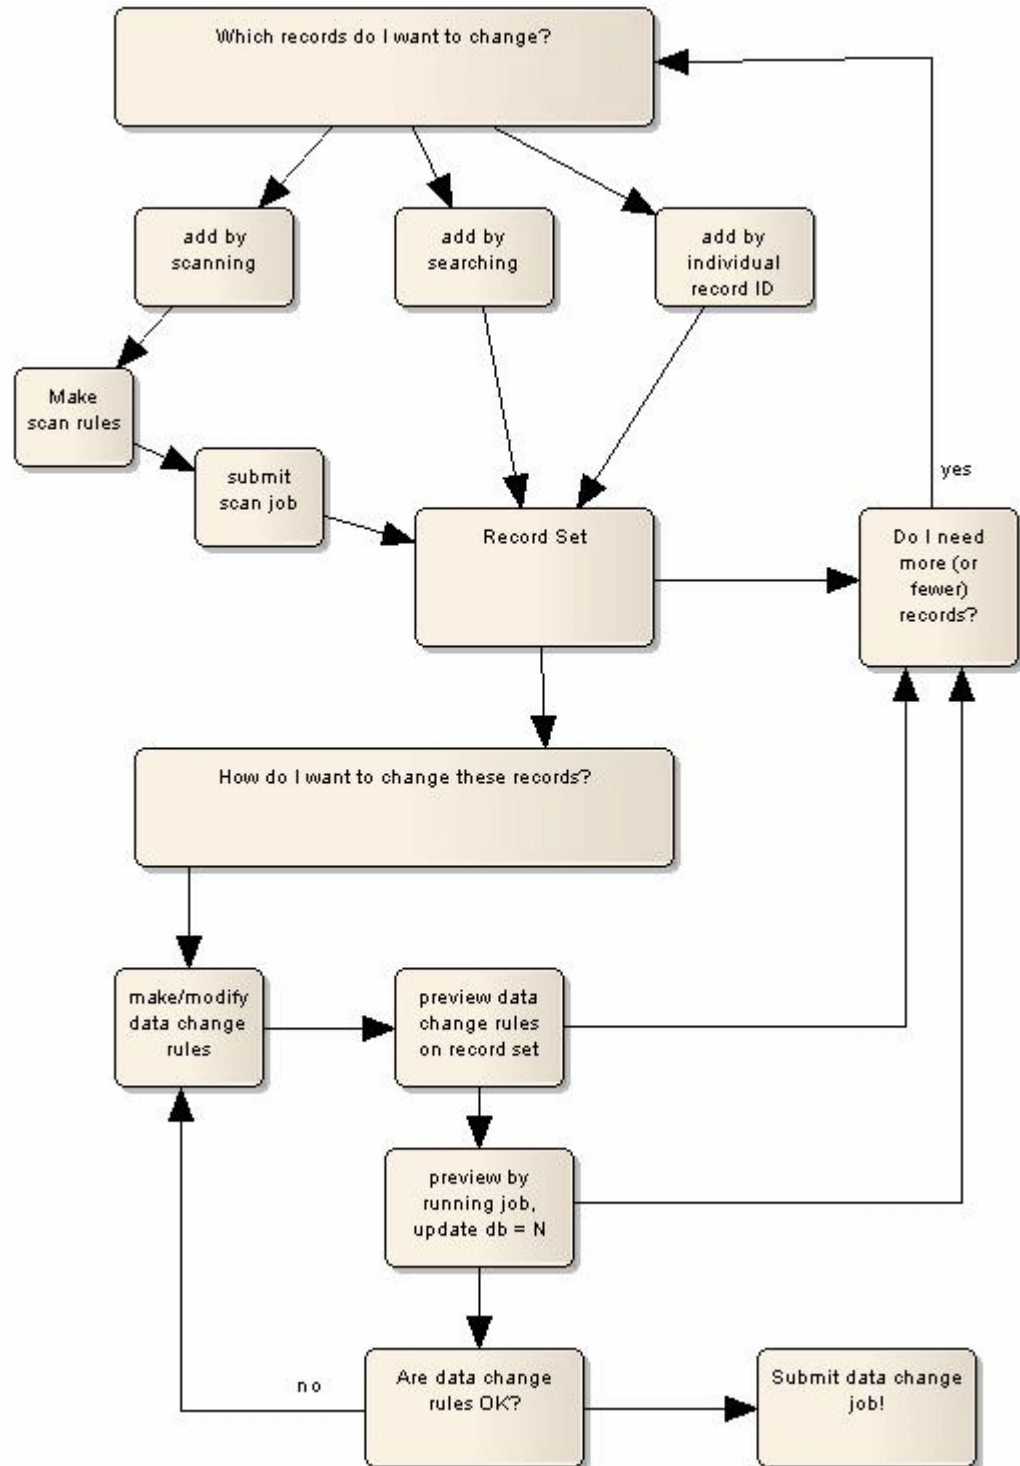 Which records do I want to change?
add by
scanning
add by
searching
add by
individual
record ID
Make
scan rules
submit
scan job
yes
Record Set
Do I need
more (or
fewer)
records?
How do I want to change these records?
make/modify
data change
rules
preview data
change rules
on record set
preview by
running job,
update db = N
no
Are data change
rules OK?
Submit data change
job!